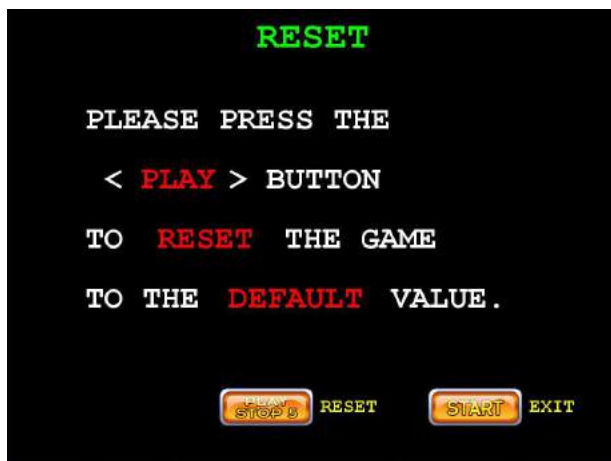 RESET
PLEASE PRESS THE
< PLAY > BUTTON
TO RESET THE GAME
TO THE DEFAULT VALUE.
PLAY
STOP 5
RESET
START
EXIT